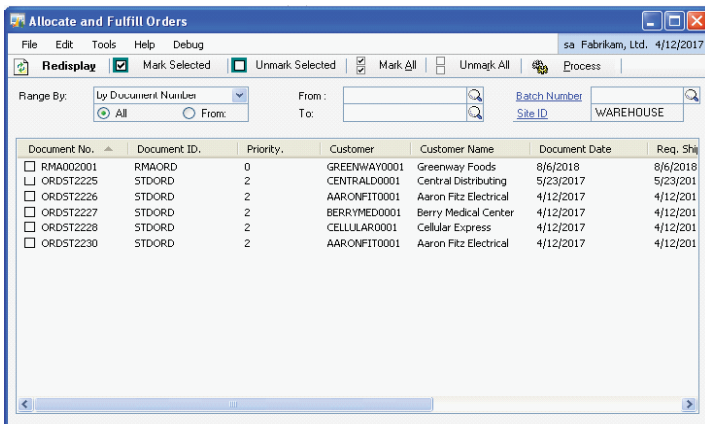 Allocate and Fulfill Orders
File Edit Tools Help Debug sa Fabrikam, Ltd. 4/12/2017
Redisplay Mark Selected Unmark Selected Mark All Unmark All Process
Range By: by Document Number From : Batch Number
All From: To: Site ID WAREHOUSE
Document No. Document ID. Priority. Customer Customer Name Document Date Req. Ship
RMA002001 RMAORD 0 GREENWAY0001 Greenway Foods 8/6/2018 8/6/2018
ORDST2225 STDORD 2 CENTRALD0001 Central Distributing 5/23/2017 5/23/201
ORDST2226 STDORD 2 AARONFIT0001 Aaron Fitz Electrical 4/12/2017 4/12/201
ORDST2227 STDORD 2 BERRYMED0001 Berry Medical Center 4/12/2017 4/12/201
ORDST2228 STDORD 2 CELLULAR0001 Cellular Express 4/12/2017 4/12/201
ORDST2230 STDORD 2 AARONFIT0001 Aaron Fitz Electrical 4/12/2017 4/12/201